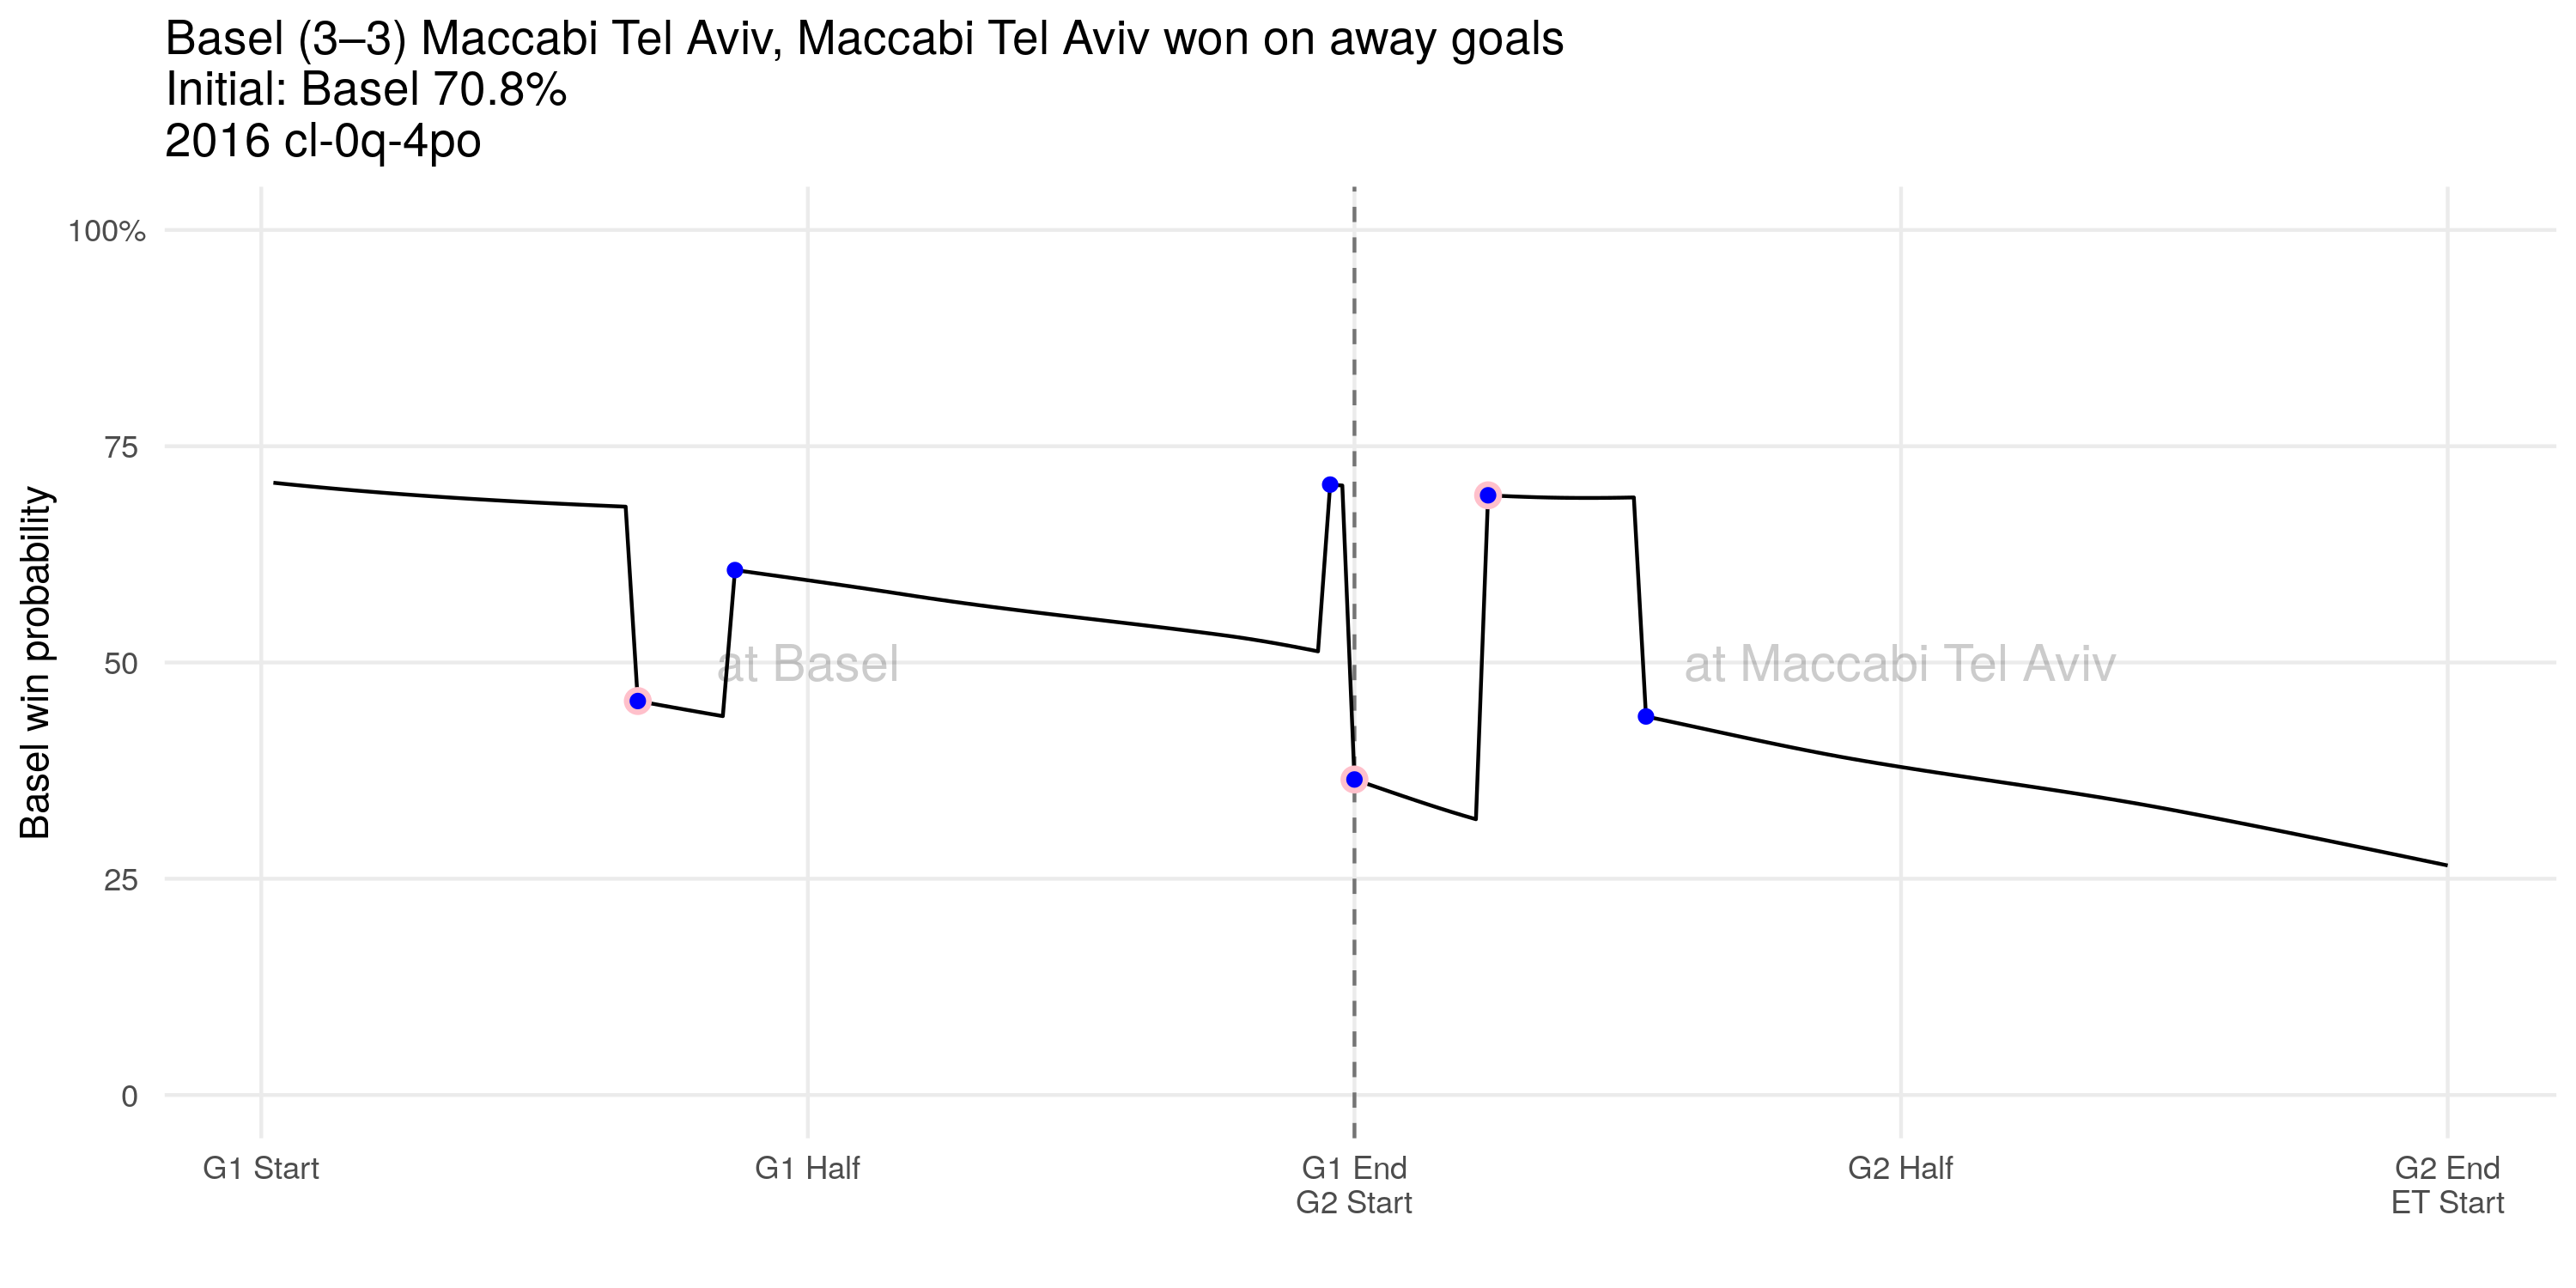 Basel (3–3) Maccabi Tel Aviv, Maccabi Tel Aviv won on away goals
Initial: Basel 70.8%
2016 cl-0q-4po
Basel win probability
100%
75
50
25
0
at Basel
at Maccabi Tel Aviv
G1 Start
G1 Half
G1 End
G2 Start
G2 Half
G2 End
ET Start